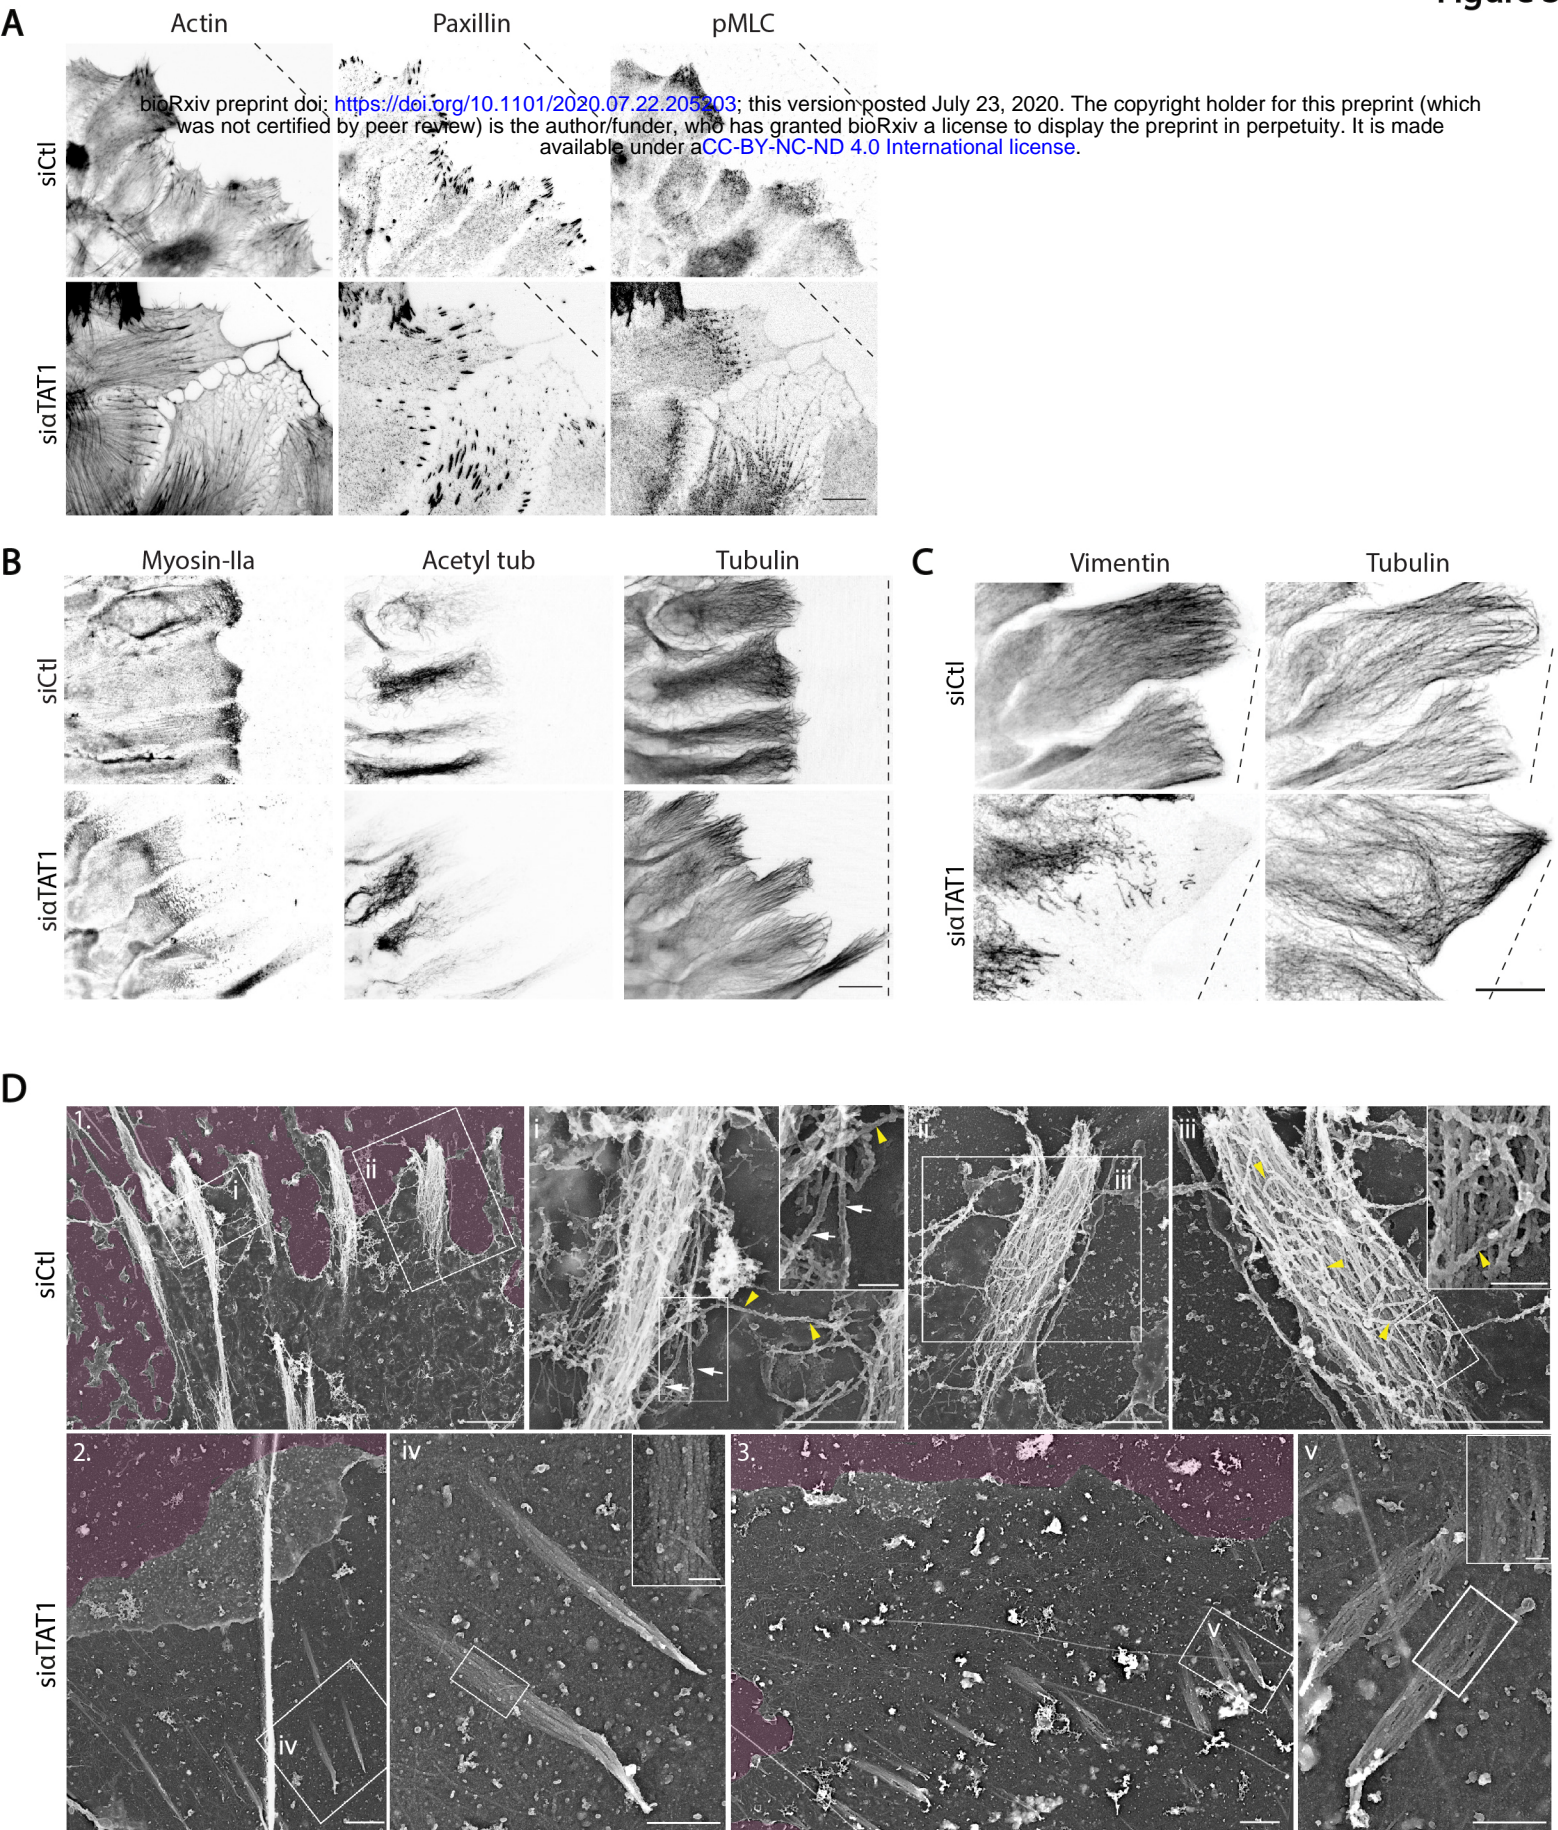 A
Actin
Paxillin
pMLC
bioRxiv preprint doi: https://doi.org/10.1101/2020.07.22.205203; this version posted July 23, 2020. The copyright holder for this preprint (which
was not certified by peer review) is the author/funder, who has granted bioRxiv a license to display the preprint in perpetuity. It is made
available under aCC-BY-NC-ND 4.0 International license.
siCtl
siαTAT1
B
Myosin-IIa
Acetyl tub
Tubulin
siCtl
siαTAT1
C
Vimentin
Tubulin
siCtl
siαTAT1
D
siCtl
1.
i
ii
i
ii
iii
iii
siαTAT1
2.
iv
iv
3.
v
v